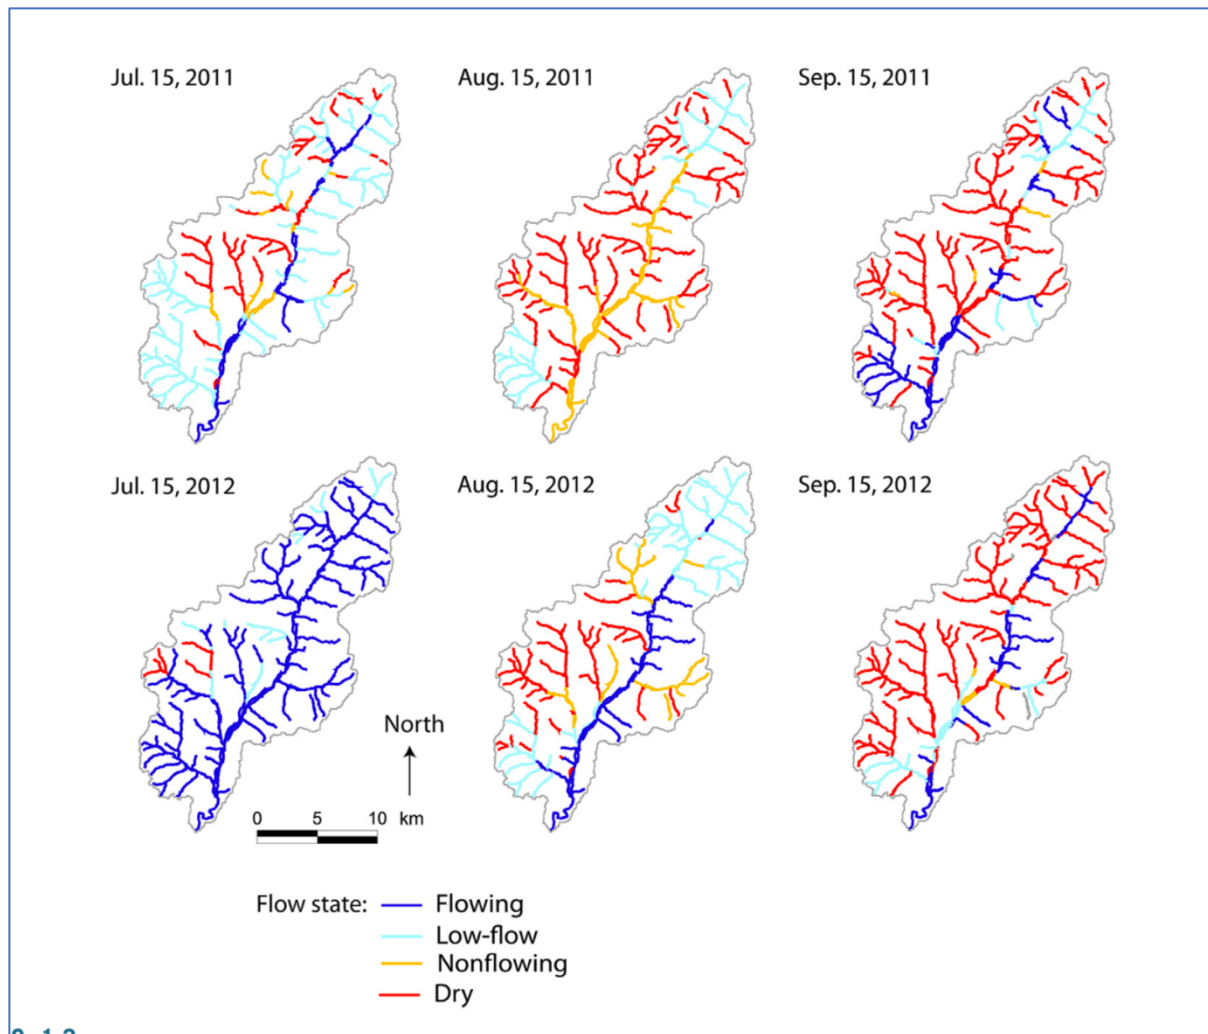 Jul. 15, 2011
Aug. 15, 2011
Sep. 15, 2011
Jul. 15, 2012
Aug. 15, 2012
Sep. 15, 2012
North
0 5 10 km
Flow state:
Flowing
Low-flow
Nonflowing
Dry